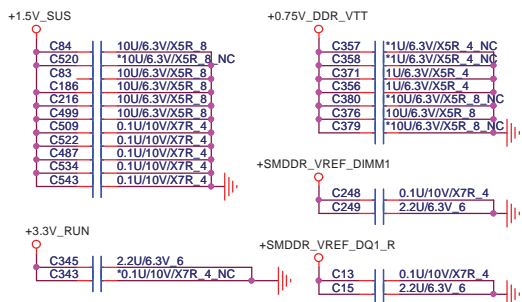 +1.5V_SUS
C84 10U/6.3V/X5R_8
C520 *10U/6.3V/X5R_8_NC
C83 10U/6.3V/X5R_8
C186 10U/6.3V/X5R_8
C216 10U/6.3V/X5R_8
C499 10U/6.3V/X5R_8
C509 0.1U/10V/X7R_4
C522 0.1U/10V/X7R_4
C487 0.1U/10V/X7R_4
C534 0.1U/10V/X7R_4
C543 0.1U/10V/X7R_4
+3.3V_RUN
C345 2.2U/6.3V_6
C343 *0.1U/10V/X7R_4_NC
+0.75V_DDR_VTT
C357 *1U/6.3V/X5R_4_NC
C358 *1U/6.3V/X5R_4_NC
C371 1U/6.3V/X5R_4
C356 1U/6.3V/X5R_4
C380 *10U/6.3V/X5R_8_NC
C376 10U/6.3V/X5R_8
C379 *10U/6.3V/X5R_8_NC
+SMDDR_VREF_DIMM1
C248 0.1U/10V/X7R_4
C249 2.2U/6.3V_6
+SMDDR_VREF_DQ1_R
C13 0.1U/10V/X7R_4
C15 2.2U/6.3V_6